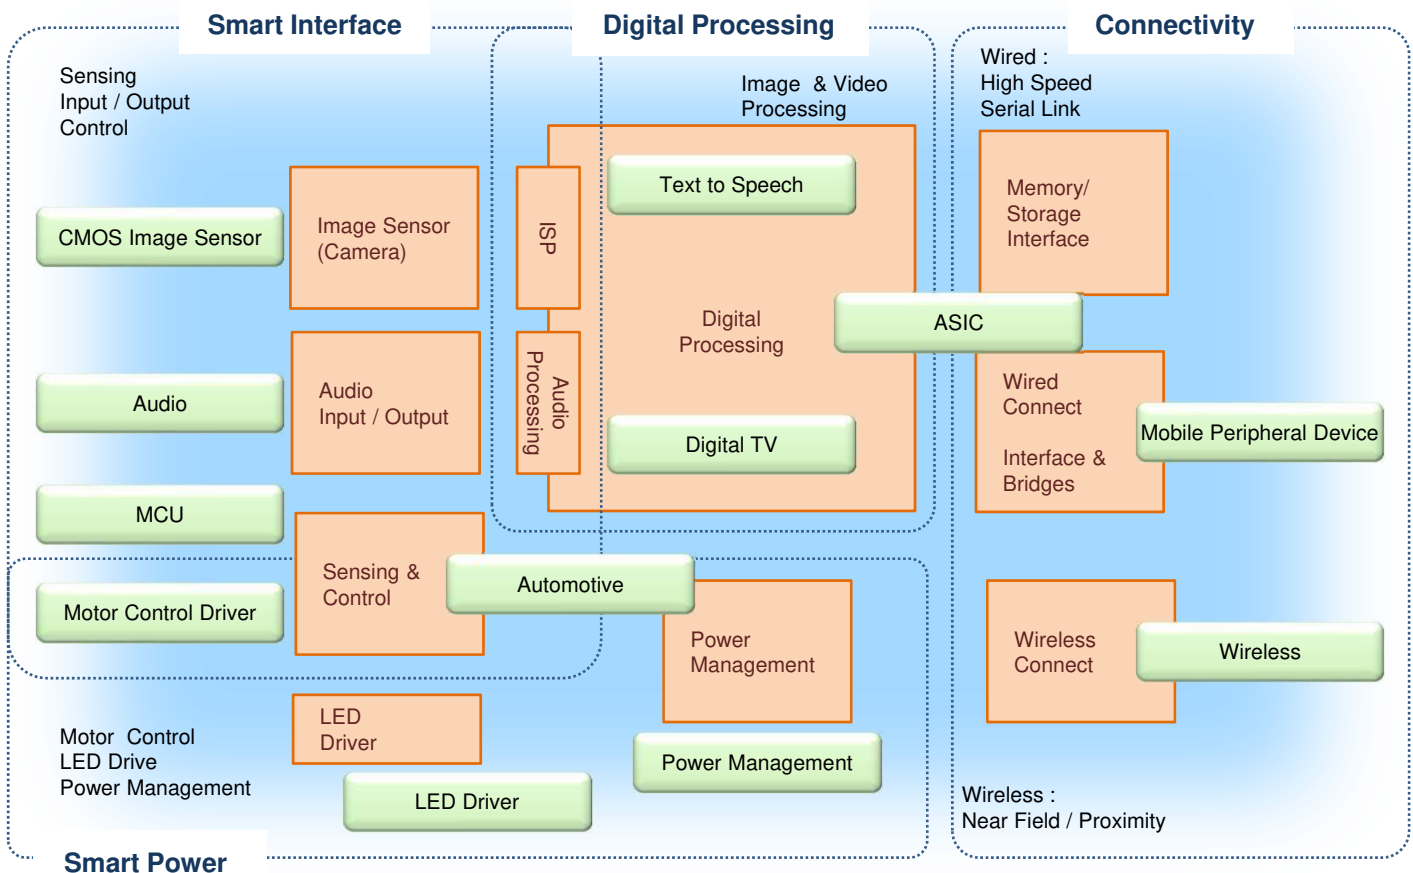 Smart Interface
Digital Processing
Connectivity
Sensing
Input / Output
Control
CMOS Image Sensor
Image Sensor
(Camera)
Audio
Audio
Input / Output
MCU
Sensing &
Control
Motor Control Driver
Automotive
Image & Video
Processing
ISP
Audio
Processing
Text to Speech
Digital
Processing
Digital TV
ASIC
Wired :
High Speed
Serial Link
Memory/
Storage
Interface
Wired
Connect
Interface &
Bridges
Mobile Peripheral Device
Wireless
Connect
Wireless
Wireless :
Near Field / Proximity
Power
Management
Power Management
LED
Driver
LED Driver
Motor Control
LED Drive
Power Management
Smart Power